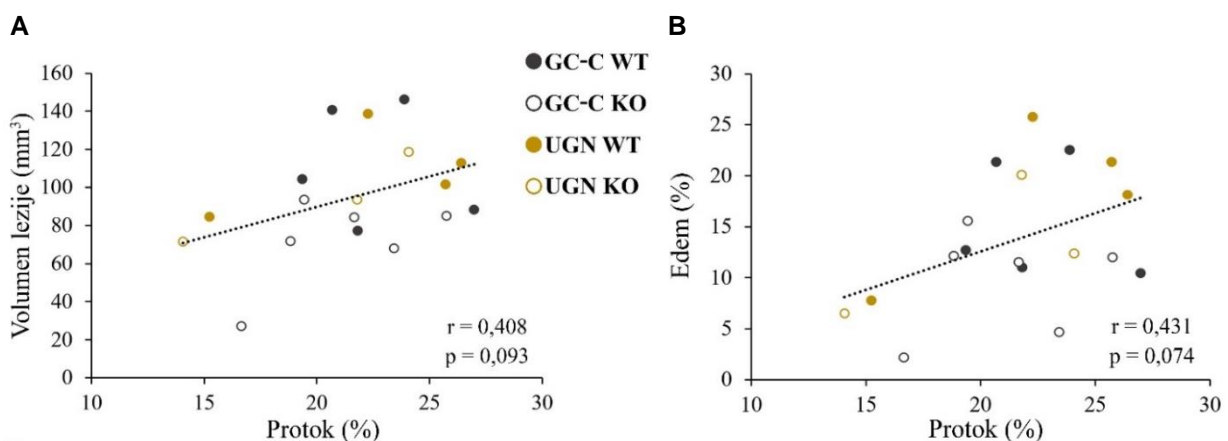 A
B
GC-C WT
GC-C KO
UGN WT
UGN KO
Volumen lezije (mm³)
160
140
120
100
80
60
40
20
0
10
15
20
25
30
Protok (%)
r = 0,408
p = 0,093
Edem (%)
30
25
20
15
10
5
0
10
15
20
25
30
Protok (%)
r = 0,431
p = 0,074